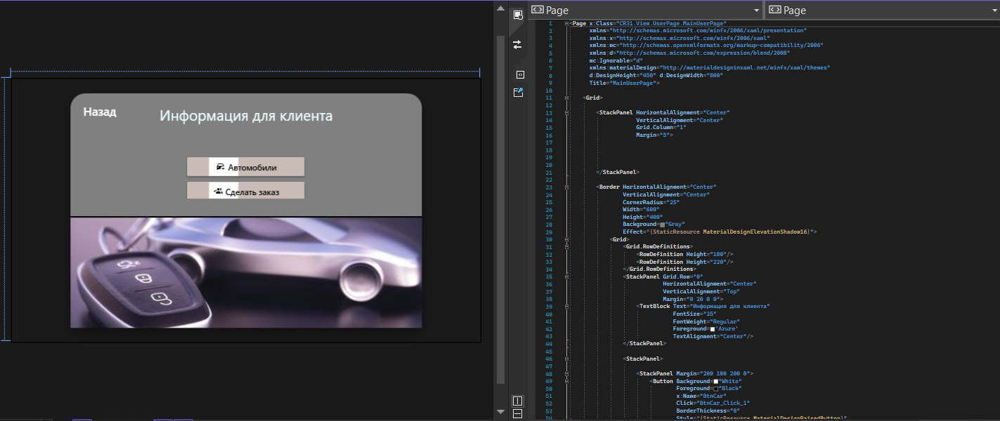 Назад
Информация для клиента
Автомобили
Сделать заказ
Page
Page
1 <Page x:Class="CR31.View.UserPage.MainUserPage"
2 xmlns="http://schemas.microsoft.com/winfx/2006/xaml/presentation"
3 xmlns:x="http://schemas.microsoft.com/winfx/2006/xaml"
4 xmlns:mc="http://schemas.openxmlformats.org/markup-compatibility/2006"
5 xmlns:d="http://schemas.microsoft.com/expression/blend/2008"
6 mc:Ignorable="d"
7 xmlns:materialDesign="http://materialdesigninxaml.net/winfx/xaml/themes"
8 d:DesignHeight="450" d:DesignWidth="800"
9 Title="MainUserPage">
10
11 <Grid>
12
13 <StackPanel HorizontalAlignment="Center"
14 VerticalAlignment="Center"
15 Grid.Column="1"
16 Margin="5">
17
18
19
20
21 </StackPanel>
22
23 <Border HorizontalAlignment="Center"
24 VerticalAlignment="Center"
25 CornerRadius="25"
26 Width="600"
27 Height="400"
28 Background="Gray"
29 Effect="{StaticResource MaterialDesignElevationShadow16}">
30 <Grid>
31 <Grid.RowDefinitions>
32 <RowDefinition Height="180"/>
33 <RowDefinition Height="220"/>
34 </Grid.RowDefinitions>
35 <StackPanel Grid.Row="0"
36 HorizontalAlignment="Center"
37 VerticalAlignment="Top"
38 Margin="0 20 0 0">
39 <TextBlock Text="Информация для клиента"
40 FontSize="25"
41 FontWeight="Regular"
42 Foreground='Azure'
43 TextAlignment="Center"/>
44 </StackPanel>
45
46 <StackPanel>
47
48 <StackPanel Margin="200 100 200 0">
49 <Button Background="White"
50 Foreground="Black"
51 x:Name="BtnCar"
52 Click="BtnCar_Click_1"
53 BorderThickness="0"
54 Style="{StaticResource MaterialDesignRaisedButton}"